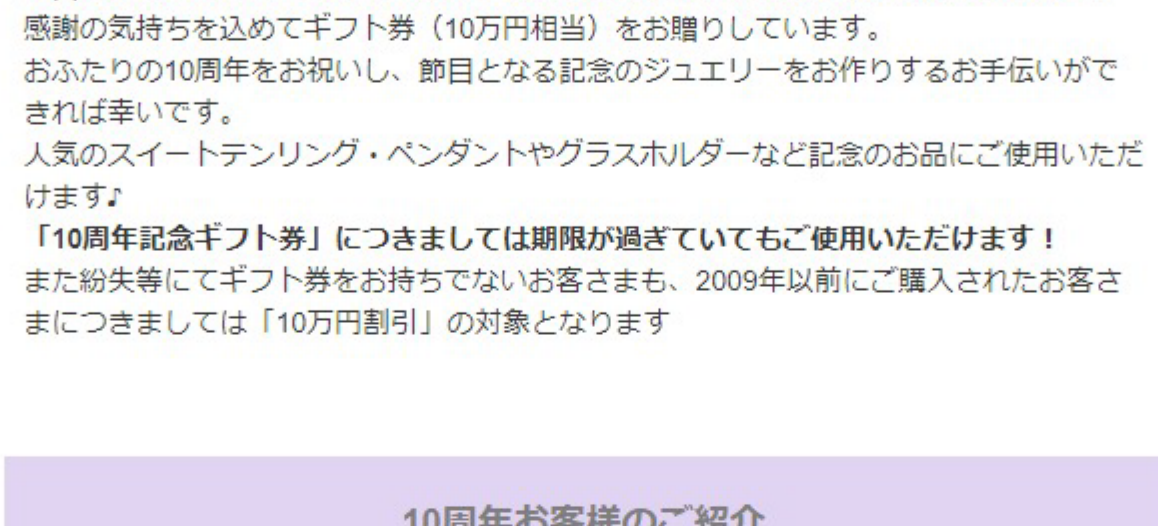 感謝の気持ちを込めてギフト券（10万円相当）をお贈りしています。
おふたりの10周年をお祝いし、節目となる記念のジュエリーをお作りするお手伝いがで
きれば幸いです。
人気のスイートテンリング・ペンダントやグラスホルダーなど記念のお品にご使用いただ
けます♪
「10周年記念ギフト券」につきましては期限が過ぎていてもご使用いただけます！
また紛失等にてギフト券をお持ちでないお客さまも、2009年以前にご購入されたお客さ
まにつきましては「10万円割引」の対象となります
10周年お客様のご紹介